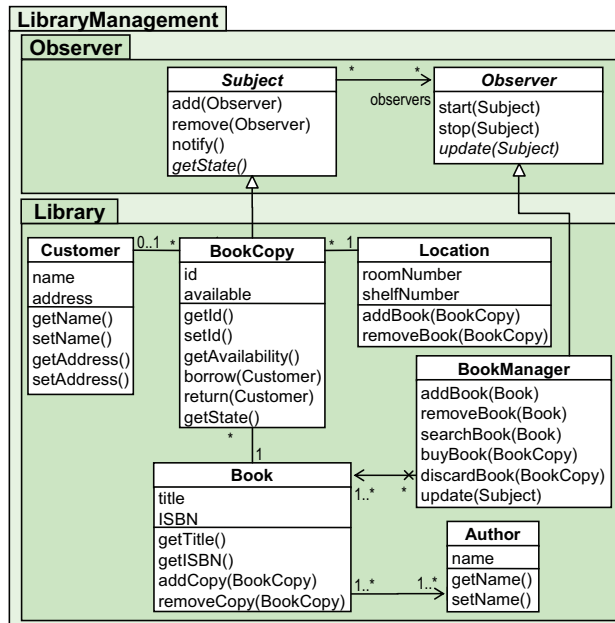 LibraryManagement
Observer
Subject
add(Observer)
remove(Observer)
notify()
getState()
*
*
observers
Observer
start(Subject)
stop(Subject)
update(Subject)
Library
Customer
name
address
getName()
setName()
getAddress()
setAddress()
0..1
*
BookCopy
id
available
getId()
setId()
getAvailability()
borrow(Customer)
return(Customer)
getState()
*
1
Location
roomNumber
shelfNumber
addBook(BookCopy)
removeBook(BookCopy)
BookManager
addBook(Book)
removeBook(Book)
searchBook(Book)
buyBook(BookCopy)
discardBook(BookCopy)
update(Subject)
*
1
Book
title
ISBN
getTitle()
getISBN()
addCopy(BookCopy)
removeCopy(BookCopy)
1..*
*
1..*
1..*
Author
name
getName()
setName()